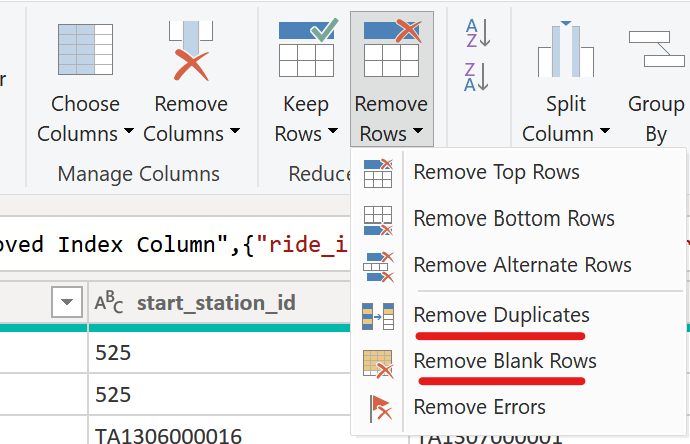 r
Choose
Columns
Remove
Columns
Keep
Rows
Remove
Rows
A
Z
Z
A
Split
Column
Group
By
Manage Columns
Reduce
Remove Top Rows
Remove Bottom Rows
Remove Alternate Rows
Remove Duplicates
Remove Blank Rows
Remove Errors
oved Index Column",{"ride_i
ABC start_station_id
525
525
TA1306000016
TA1307000001